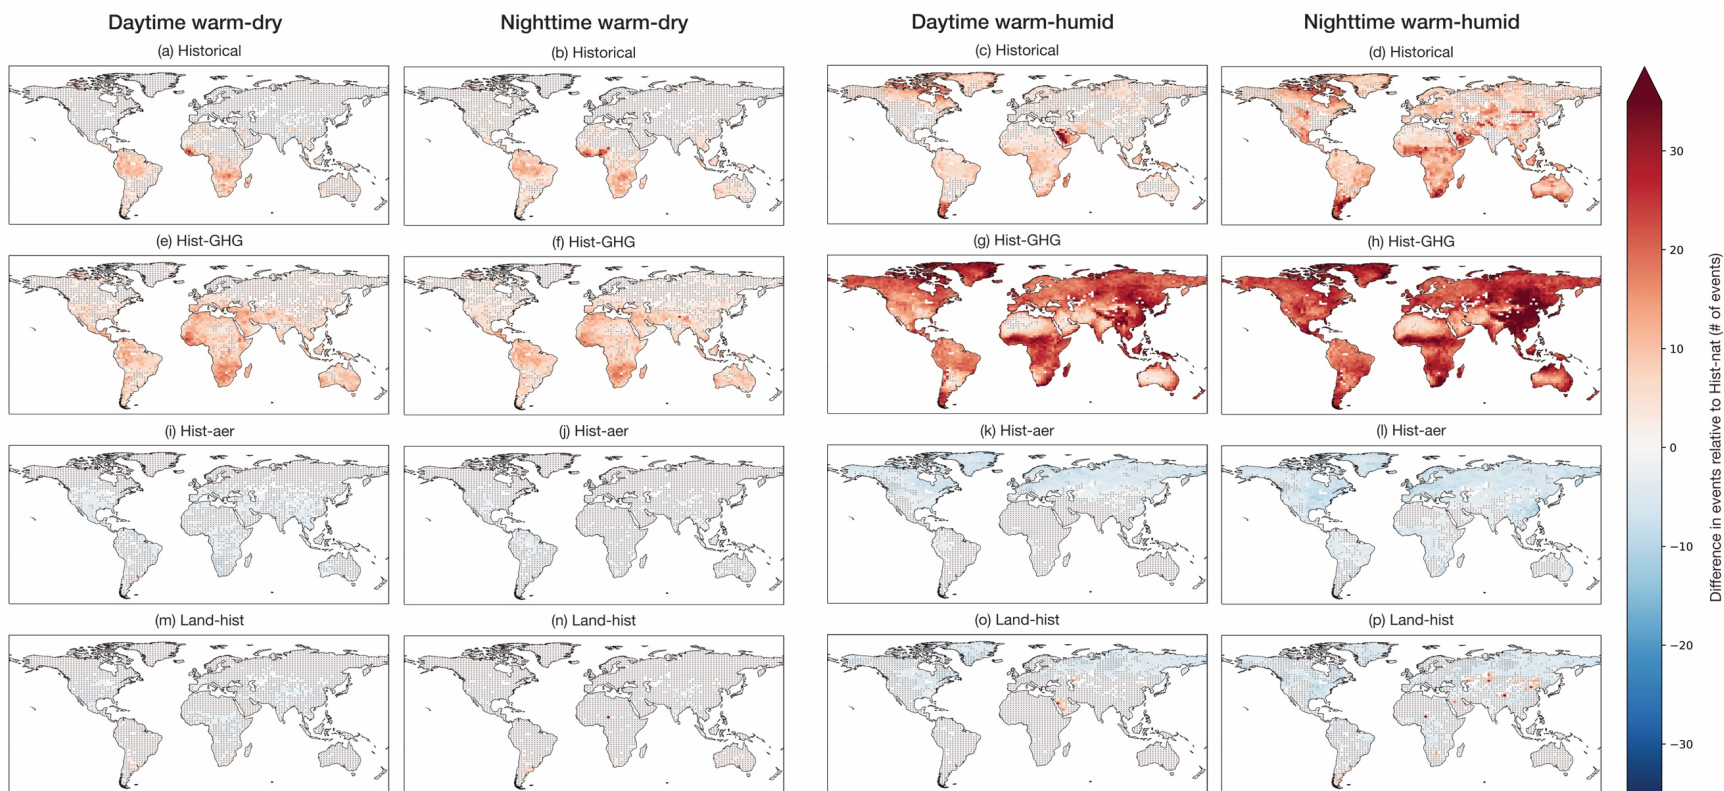 Daytime warm-dry
Nighttime warm-dry
Daytime warm-humid
Nighttime warm-humid
(a) Historical
(b) Historical
(c) Historical
(d) Historical
(e) Hist-GHG
(f) Hist-GHG
(g) Hist-GHG
(h) Hist-GHG
(i) Hist-aer
(j) Hist-aer
(k) Hist-aer
(l) Hist-aer
(m) Land-hist
(n) Land-hist
(o) Land-hist
(p) Land-hist
30
20
10
0
−10
−20
−30
Difference in events relative to Hist-nat (# of events)